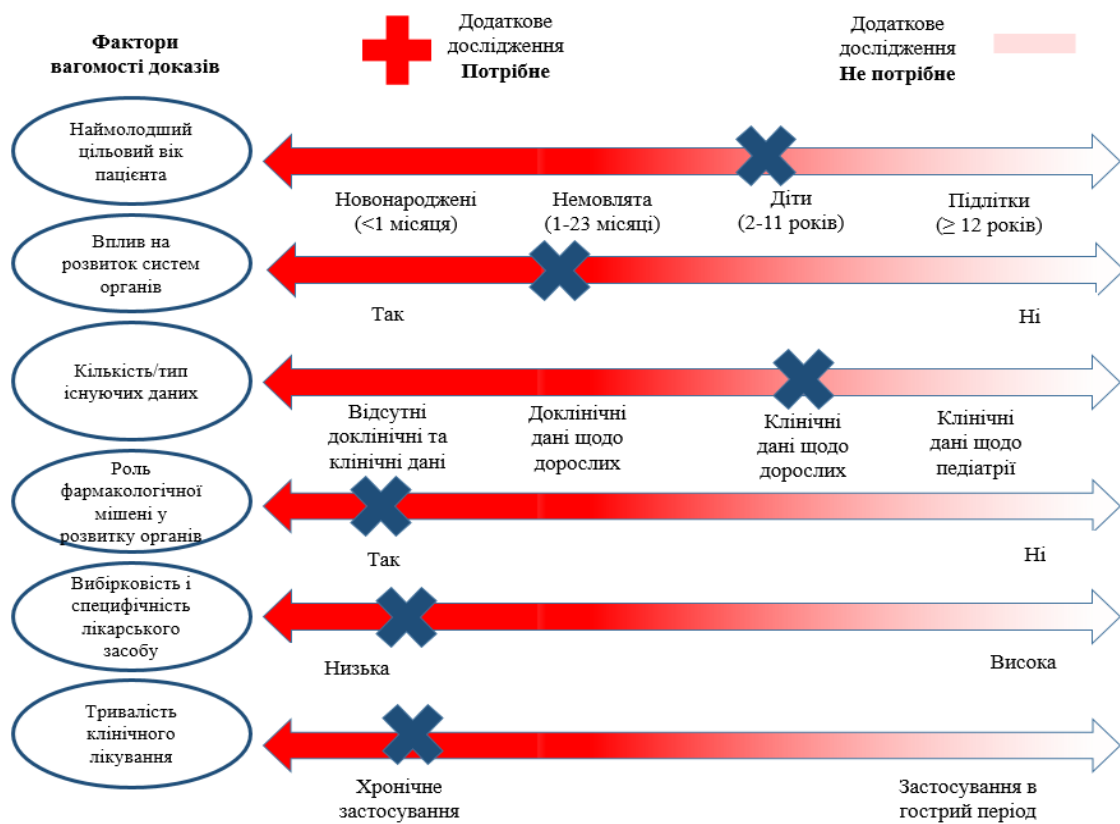 Фактори
вагомості доказів
Додаткове
дослідження
Потрібне
Додаткове
дослідження
Не потрібне
Наймолодший
цільовий вік
пацієнта
Новонароджені
(<1 місяця)
Немовлята
(1-23 місяці)
Діти
(2-11 років)
Підлітки
(≥ 12 років)
Вплив на
розвиток систем
органів
Так
Ні
Кількість/тип
існуючих даних
Відсутні
доклінічні та
клінічні дані
Доклінічні
дані щодо
дорослих
Клінічні
дані щодо
дорослих
Клінічні
дані щодо
педіатрії
Роль
фармакологічної
мішені у
розвитку органів
Так
Ні
Вибірковість і
специфічність
лікарського
засобу
Низька
Висока
Тривалість
клінічного
лікування
Хронічне
застосування
Застосування в
гострий період